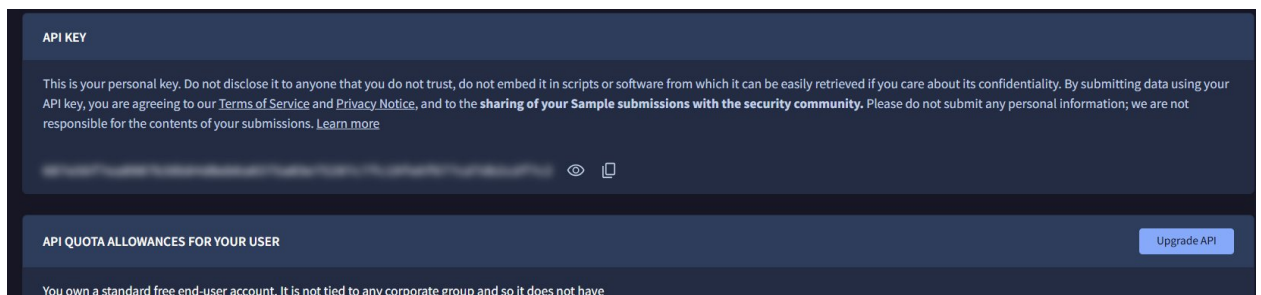 API KEY
This is your personal key. Do not disclose it to anyone that you do not trust, do not embed it in scripts or software from which it can be easily retrieved if you care about its confidentiality. By submitting data using your
API key, you are agreeing to our Terms of Service and Privacy Notice, and to the sharing of your Sample submissions with the security community. Please do not submit any personal information; we are not
responsible for the contents of your submissions. Learn more
API QUOTA ALLOWANCES FOR YOUR USER
Upgrade API
You own a standard free end-user account. It is not tied to any corporate group and so it does not have